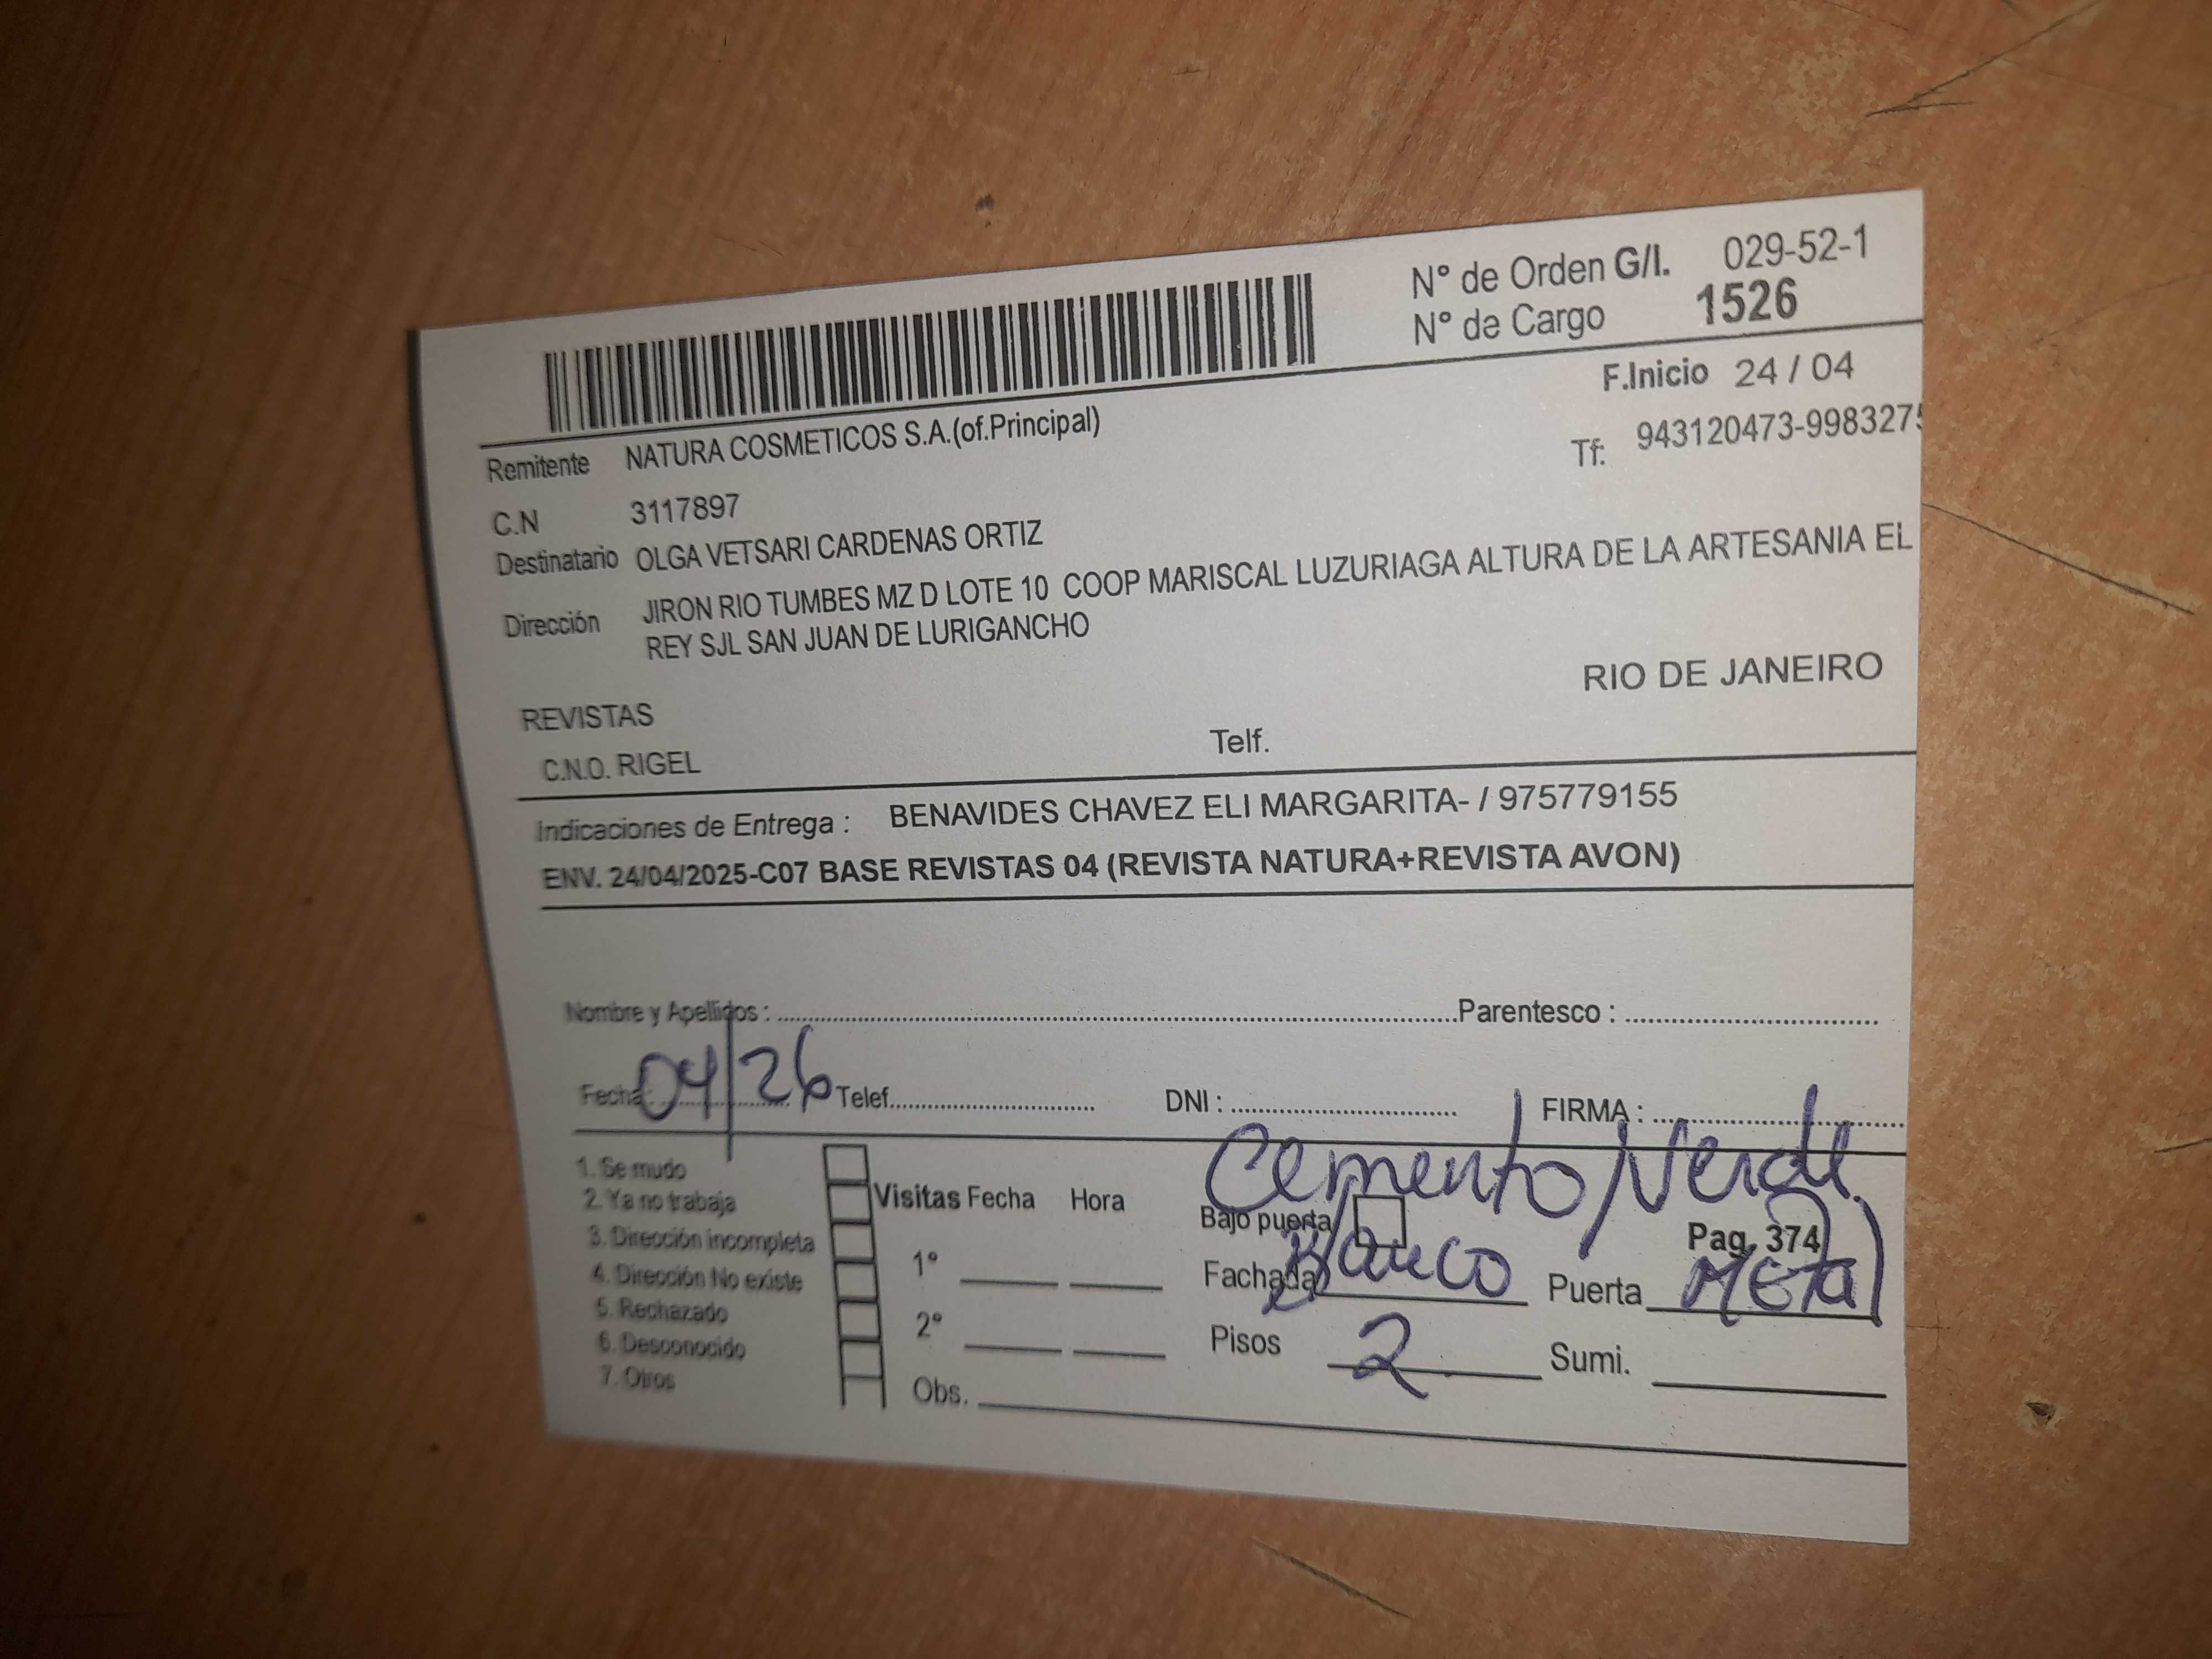 N° de Orden G/I. 029-52-1
N° de Cargo 1526
F.Inicio 24 / 04
Remitente NATURA COSMETICOS S.A.(of.Principal)
Tf: 943120473-998327
C.N 3117897
Destinatario OLGA VETSARI CARDENAS ORTIZ
Dirección JIRON RIO TUMBES MZ D LOTE 10 COOP MARISCAL LUZURIAGA ALTURA DE LA ARTESANIA EL
REY SJL SAN JUAN DE LURIGANCHO
RIO DE JANEIRO
REVISTAS
C.N.O. RIGEL Telf.
Indicaciones de Entrega : BENAVIDES CHAVEZ ELI MARGARITA- / 975779155
ENV. 24/04/2025-C07 BASE REVISTAS 04 (REVISTA NATURA+REVISTA AVON)
Nombre y Apellidos : Parentesco :
Fecha: 04/26 Telef. DNI : FIRMA :
Cemento/Verde
1. Se mudo
2. Ya no trabaja
3. Dirección incompleta
4. Dirección No existe
5. Rechazado
6. Desconocido
7. Otros
Visitas Fecha Hora
1°
2°
Obs.
Bajo puerta Pag. 374
Fachada Blanco Puerta Metal
Pisos 2 Sumi.